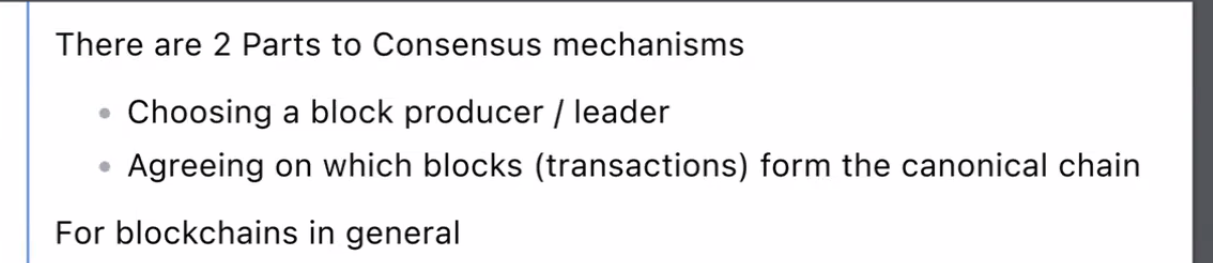 There are 2 Parts to Consensus mechanisms
• Choosing a block producer / leader
• Agreeing on which blocks (transactions) form the canonical chain
For blockchains in general